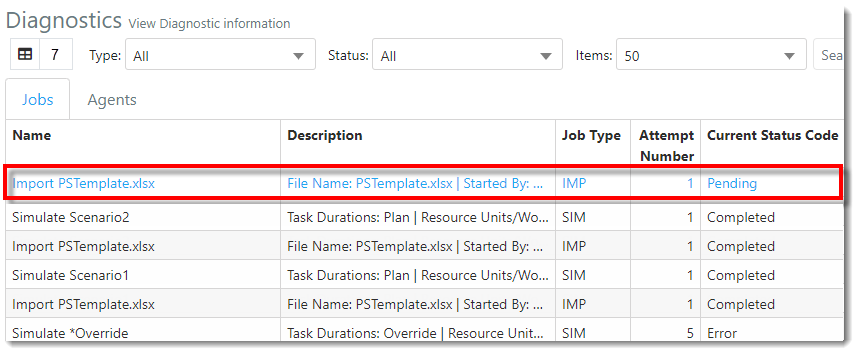 Diagnostics View Diagnostic information
7 Type: All Status: All Items: 50 Sea
Jobs Agents
Name Description Job Type Attempt Number Current Status Code
Import PSTemplate.xlsx File Name: PSTemplate.xlsx | Started By: ... IMP 1 Pending
Simulate Scenario2 Task Durations: Plan | Resource Units/Wo... SIM 1 Completed
Import PSTemplate.xlsx File Name: PSTemplate.xlsx | Started By: ... IMP 1 Completed
Simulate Scenario1 Task Durations: Plan | Resource Units/Wo... SIM 1 Completed
Import PSTemplate.xlsx File Name: PSTemplate.xlsx | Started By: ... IMP 1 Completed
Simulate *Override Task Durations: Override | Resource Unit... SIM 5 Error